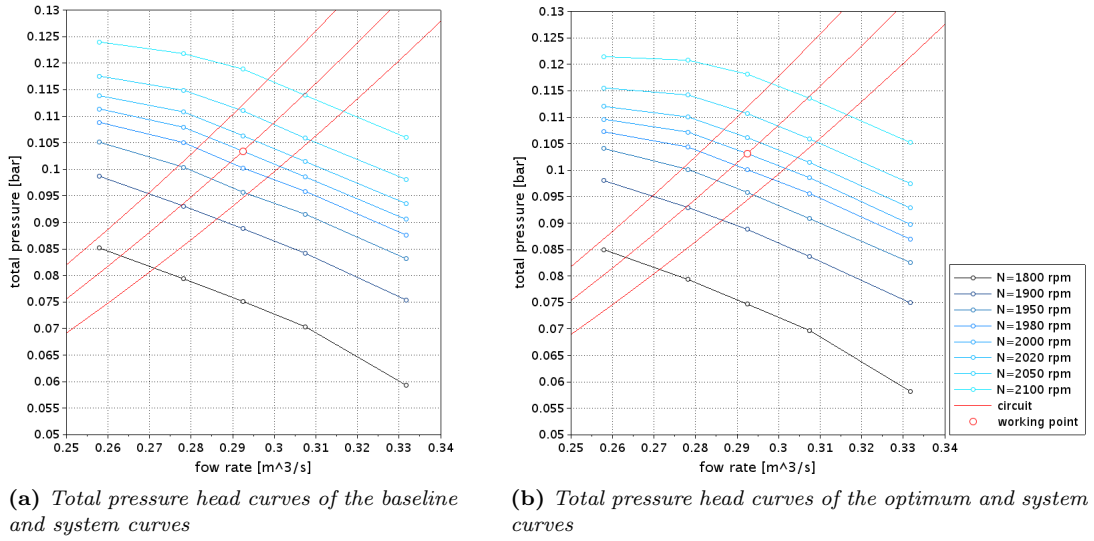 0.13
0.125
0.12
0.115
0.11
0.105
0.1
0.095
0.09
0.085
0.08
0.075
0.07
0.065
0.06
0.055
0.05
total pressure [bar]
0.25 0.26 0.27 0.28 0.29 0.30 0.31 0.32 0.33 0.34
fow rate [m^3/s]
0.13
0.125
0.12
0.115
0.11
0.105
0.1
0.095
0.09
0.085
0.08
0.075
0.07
0.065
0.06
0.055
0.05
total pressure [bar]
0.25 0.26 0.27 0.28 0.29 0.30 0.31 0.32 0.33 0.34
fow rate [m^3/s]
N=1800 rpm
N=1900 rpm
N=1950 rpm
N=1980 rpm
N=2000 rpm
N=2020 rpm
N=2050 rpm
N=2100 rpm
circuit
working point
(a) Total pressure head curves of the baseline
and system curves
(b) Total pressure head curves of the optimum and system
curves